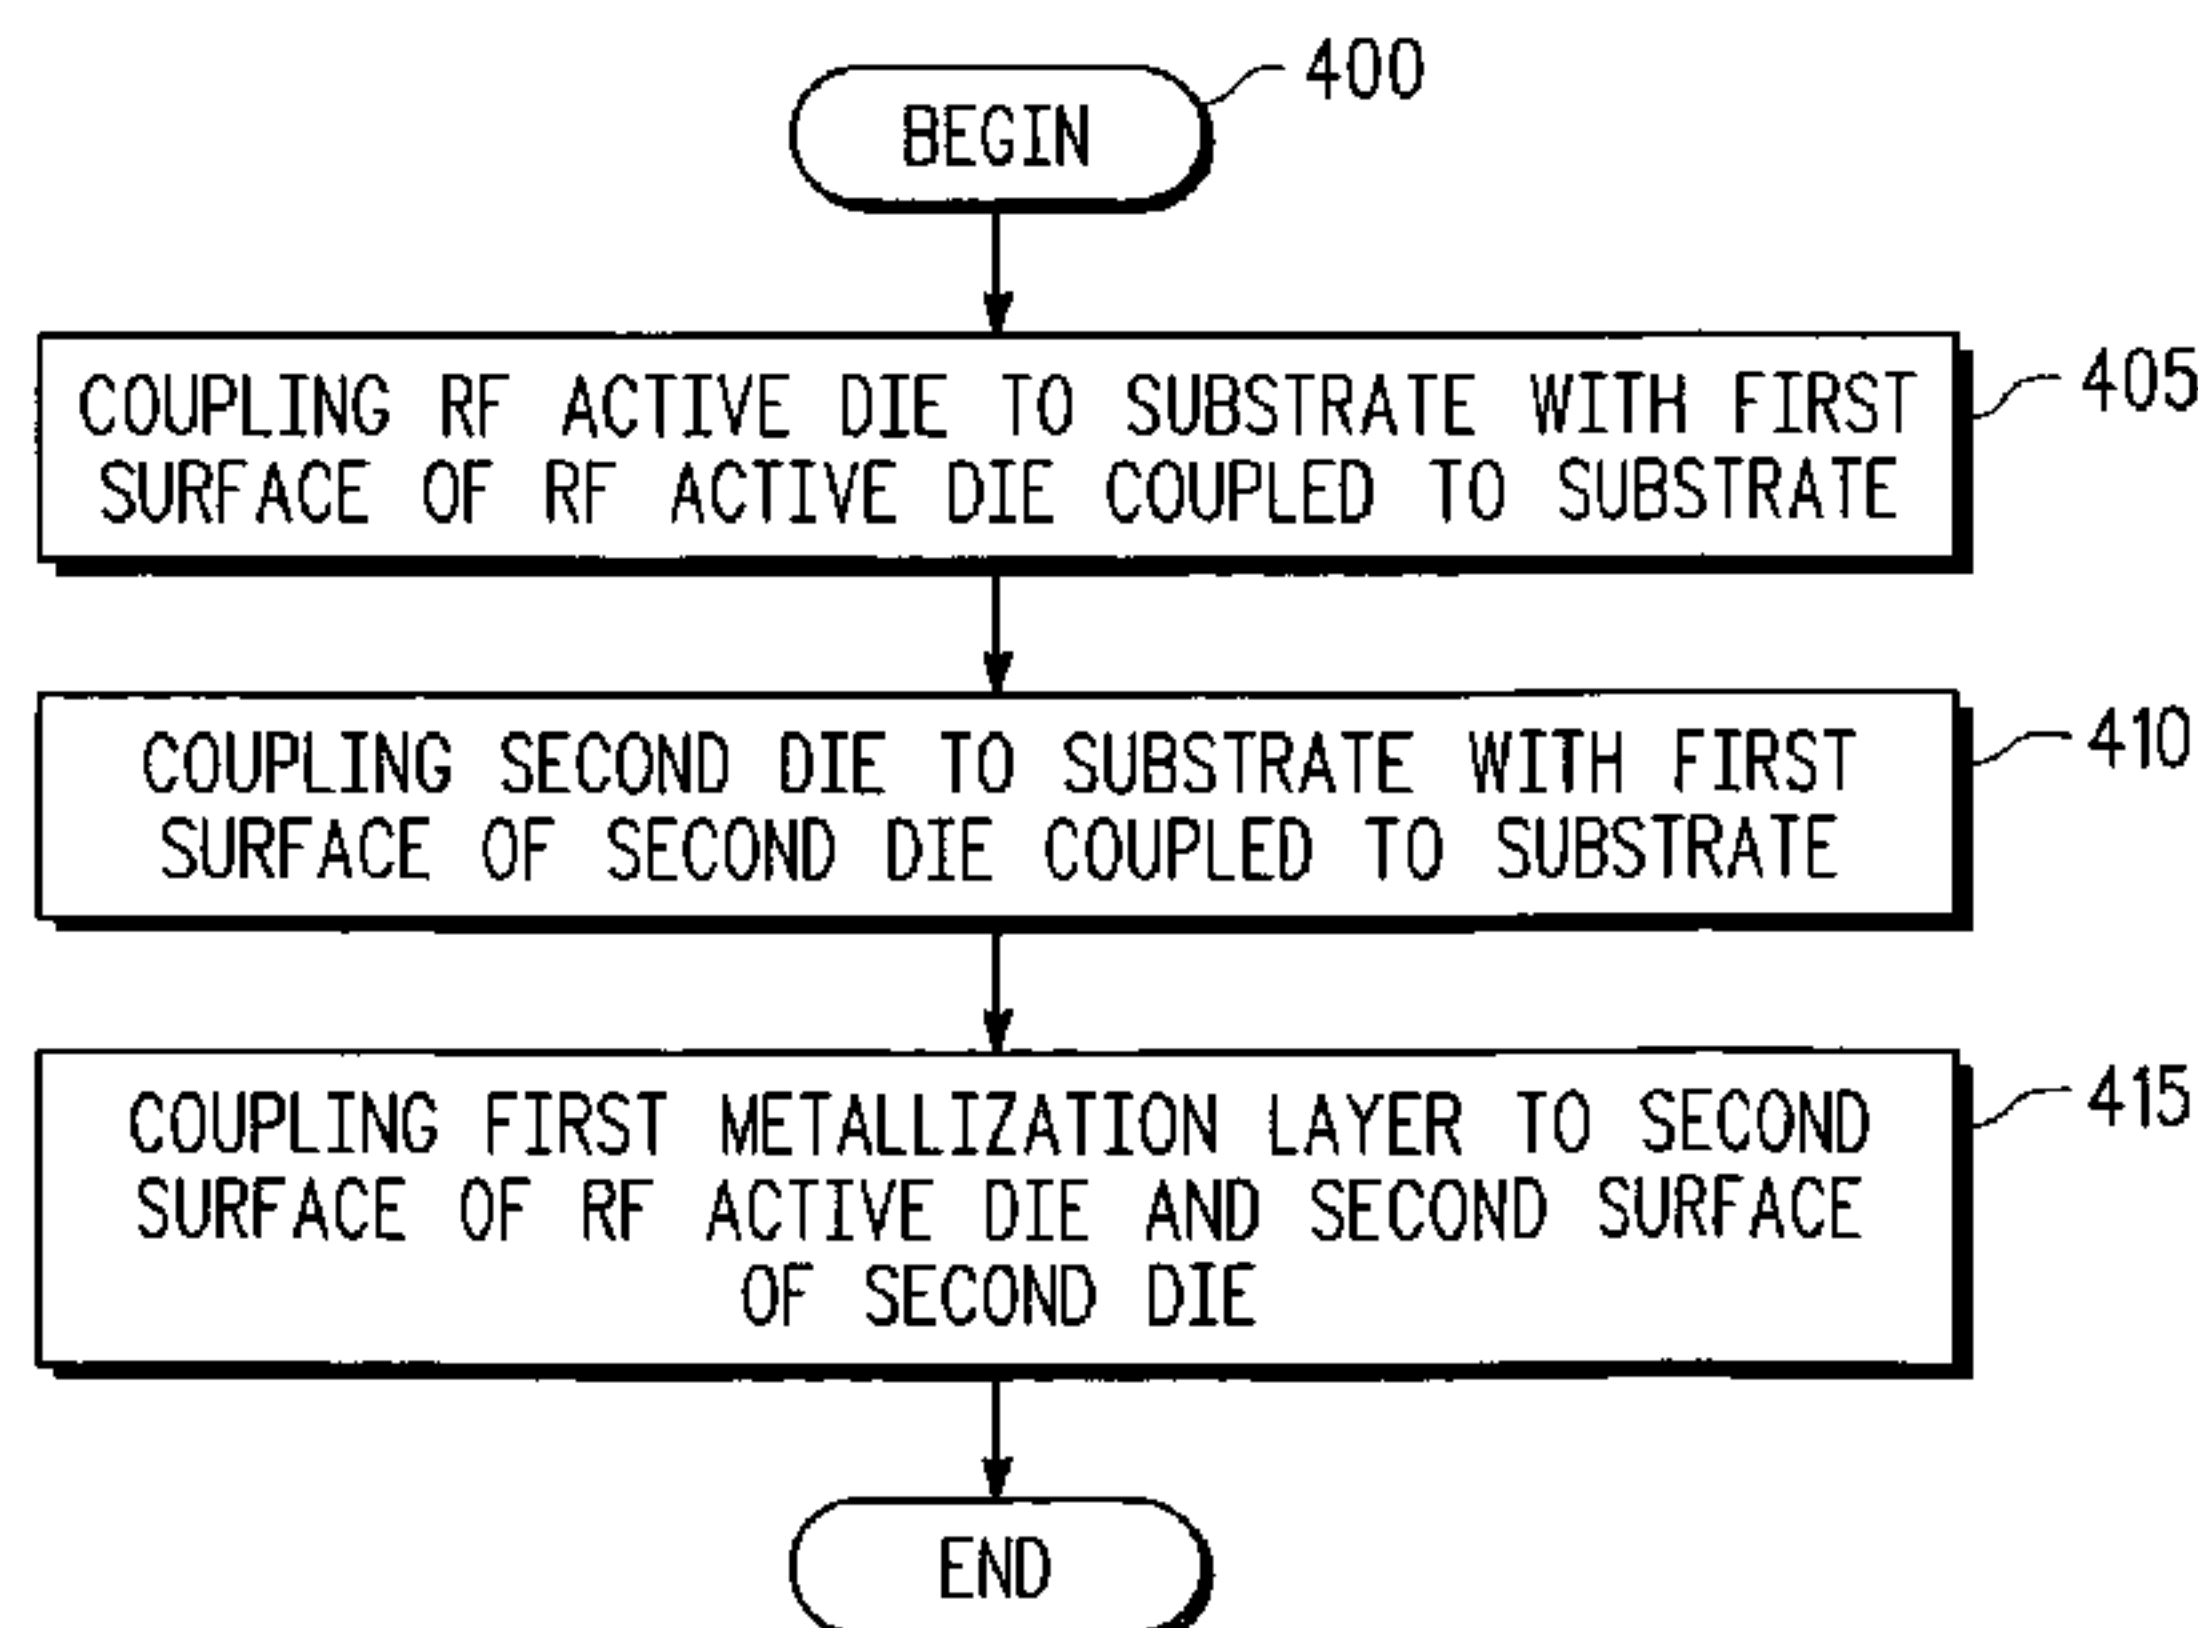 400
BEGIN
405
COUPLING RF ACTIVE DIE TO SUBSTRATE WITH FIRST
SURFACE OF RF ACTIVE DIE COUPLED TO SUBSTRATE
410
COUPLING SECOND DIE TO SUBSTRATE WITH FIRST
SURFACE OF SECOND DIE COUPLED TO SUBSTRATE
415
COUPLING FIRST METALLIZATION LAYER TO SECOND
SURFACE OF RF ACTIVE DIE AND SECOND SURFACE
OF SECOND DIE
END